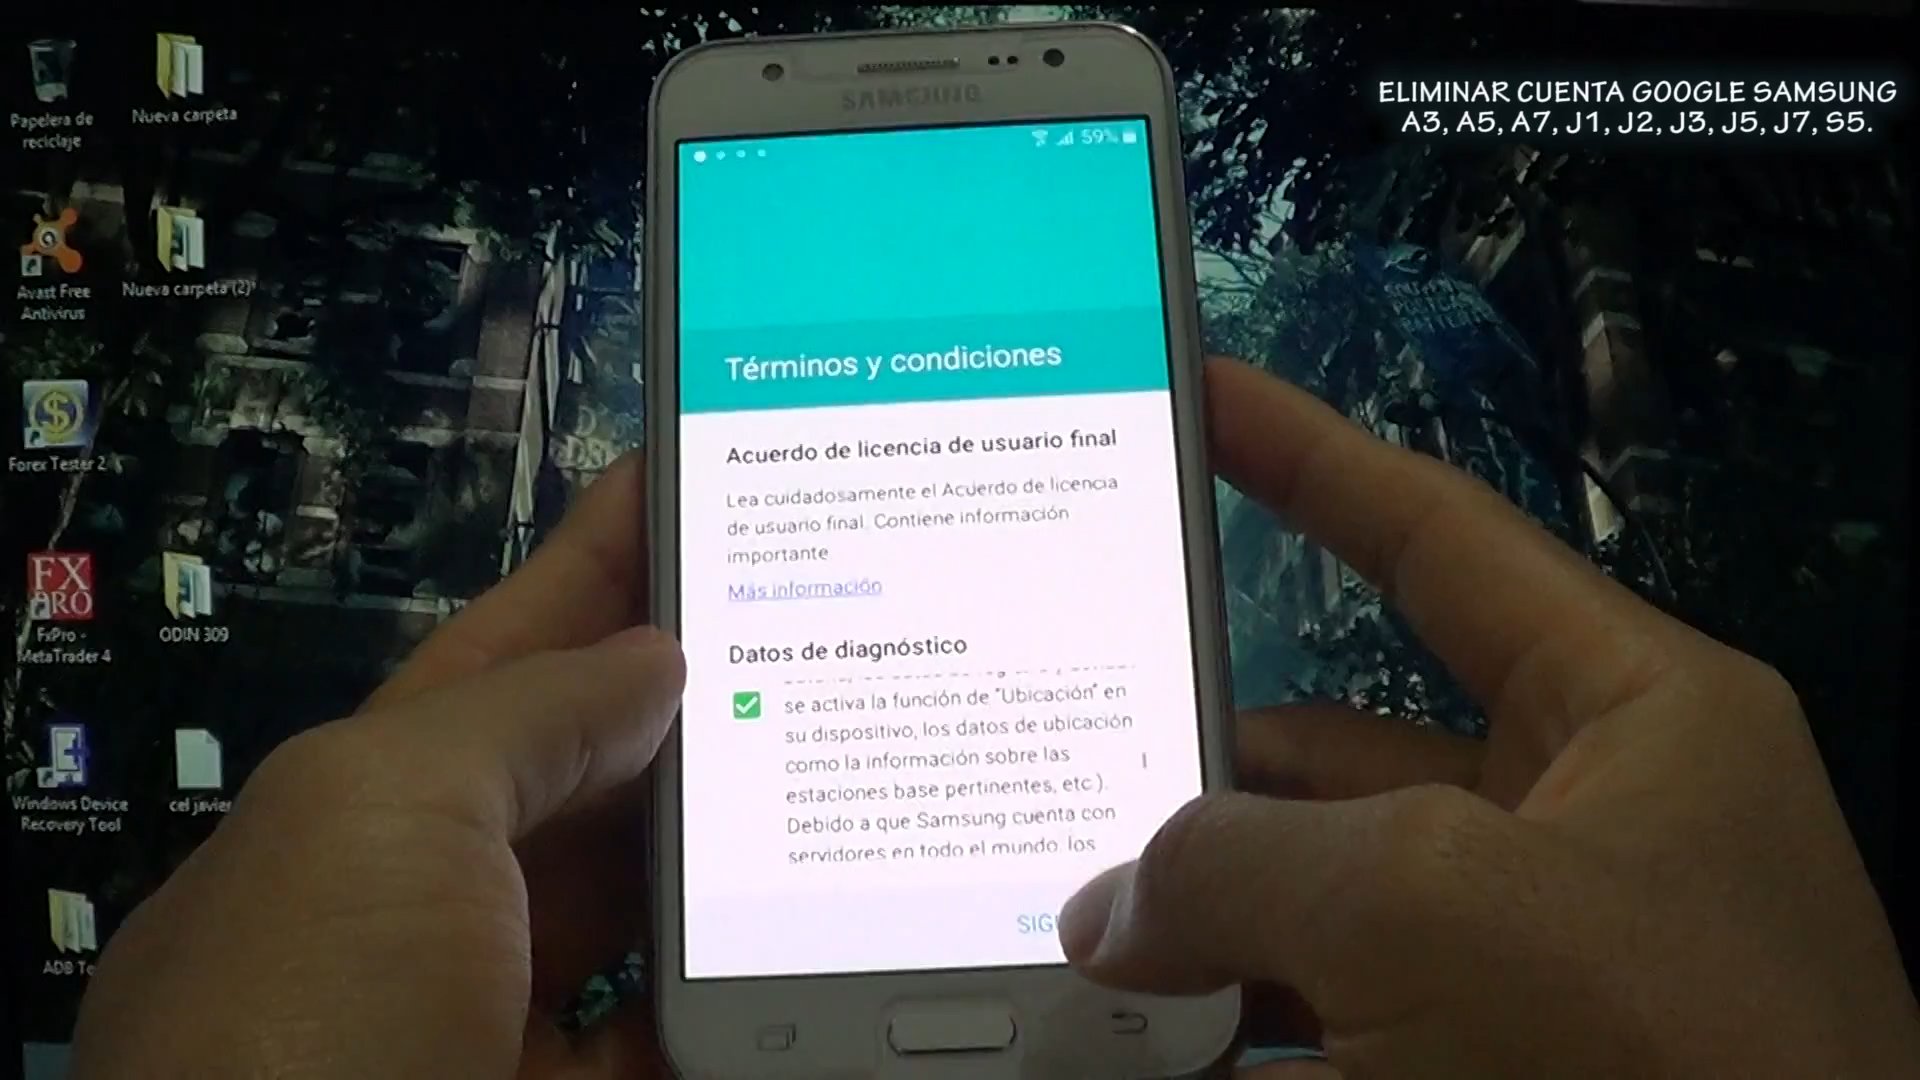 Papelera de
reciclaje
Nueva carpeta
Avast Free
Antivirus
Nueva carpeta (2)
Forex Tester 2
FX
PRO
FxPro -
MetaTrader 4
ODIN 309
Windows Device
Recovery Tool
cel javier
ADB
ELIMINAR CUENTA GOOGLE SAMSUNG
A3, A5, A7, J1, J2, J3, J5, J7, S5.
SAMSUNG
59%
Términos y condiciones
Acuerdo de licencia de usuario final
Lea cuidadosamente el Acuerdo de licencia
de usuario final. Contiene información
importante
Más información
Datos de diagnóstico
se activa la función de "Ubicación" en
su dispositivo, los datos de ubicación
como la información sobre las
estaciones base pertinentes, etc.).
Debido a que Samsung cuenta con
servidores en todo el mundo, los
SIG